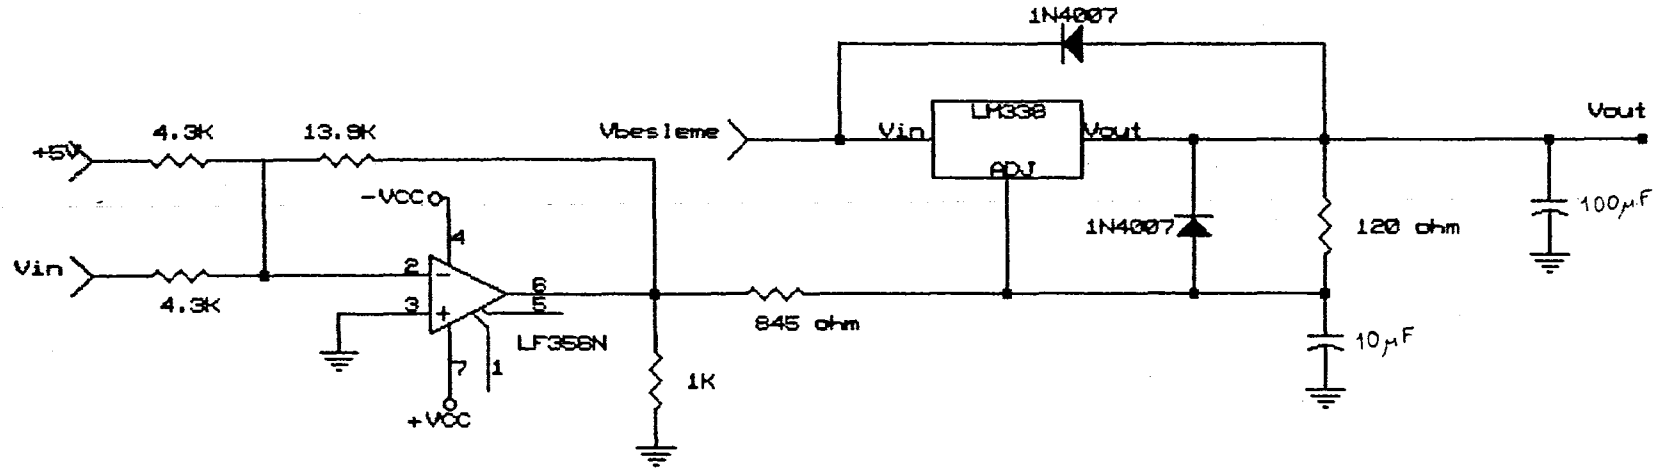 1N4007
LM338
Vbesleme
Vin
Vout
ADJ
Vout
4.3K
13.9K
+5V
-VCC
4
1N4007
120 ohm
100µF
Vin
2
-
4.3K
3
+
6
5
845 ohm
LF358N
7
1
1K
10µF
+VCC